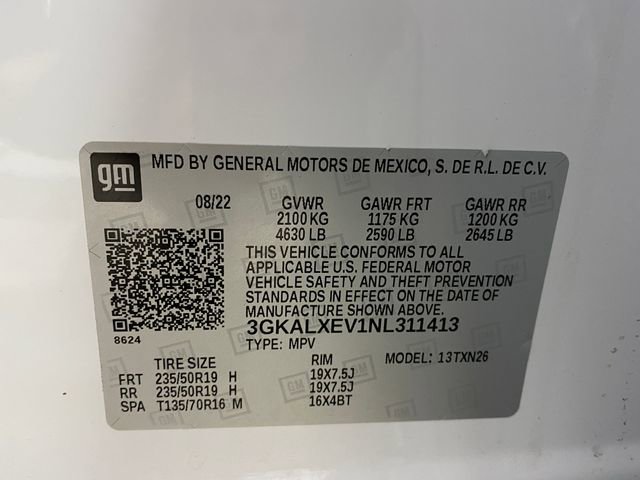 gm MFD BY GENERAL MOTORS DE MEXICO, S. DE R.L. DE C.V.
08/22 GVWR GAWR FRT GAWR RR
2100 KG 1175 KG 1200 KG
4630 LB 2590 LB 2645 LB
THIS VEHICLE CONFORMS TO ALL
APPLICABLE U.S. FEDERAL MOTOR
VEHICLE SAFETY AND THEFT PREVENTION
STANDARDS IN EFFECT ON THE DATE OF
MANUFACTURE SHOWN ABOVE.
3GKALXEV1NL311413
8624
TYPE: MPV
TIRE SIZE RIM MODEL: 13TXN26
FRT 235/50R19 H 19X7.5J
RR 235/50R19 H 19X7.5J
SPA T135/70R16 M 16X4BT